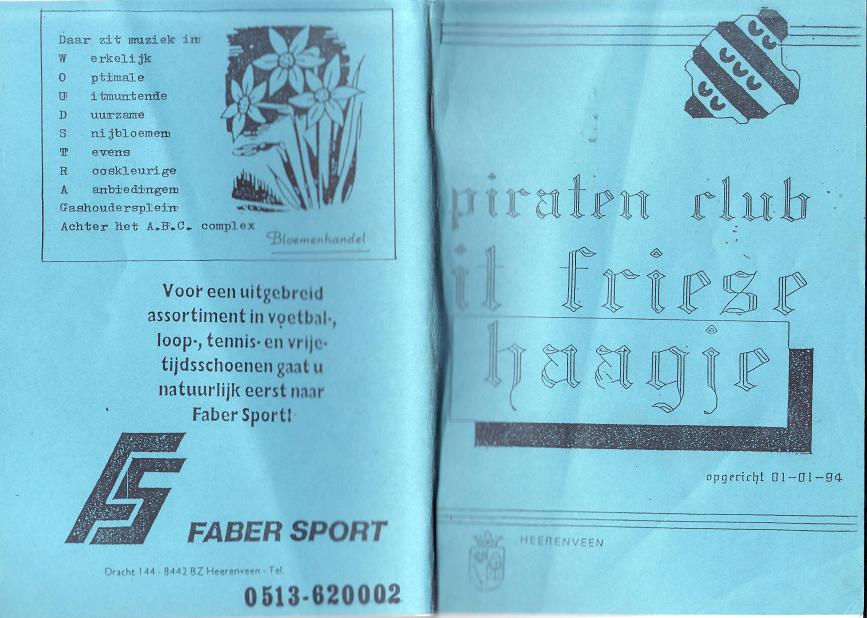 Daar zit muziek in
W erkelijk
O ptimale
U itmuntende
D uurzame
S nijbloemen
T evens
R ooskleurige
A anbiedingen
Gashoudersplein
Achter het A.B.C. complex
Bloemenhandel
Voor een uitgebreid
assortiment in voetbal-,
loop-, tennis- en vrije-
tijdsschoenen gaat u
natuurlijk eerst naar
Faber Sport!
FS
FABER SPORT
Dracht 144 - 8442 BZ Heerenveen - Tel.
0513-620002
piraten club
it friese
haagje
opgericht 01-01-94
HEERENVEEN